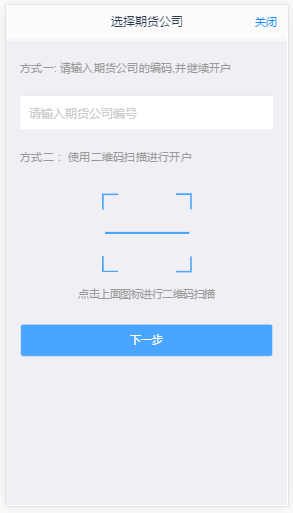 选择期货公司 关闭
方式一: 请输入期货公司的编码,并继续开户
请输入期货公司编号
方式二： 使用二维码扫描进行开户
点击上面图标进行二维码扫描
下一步